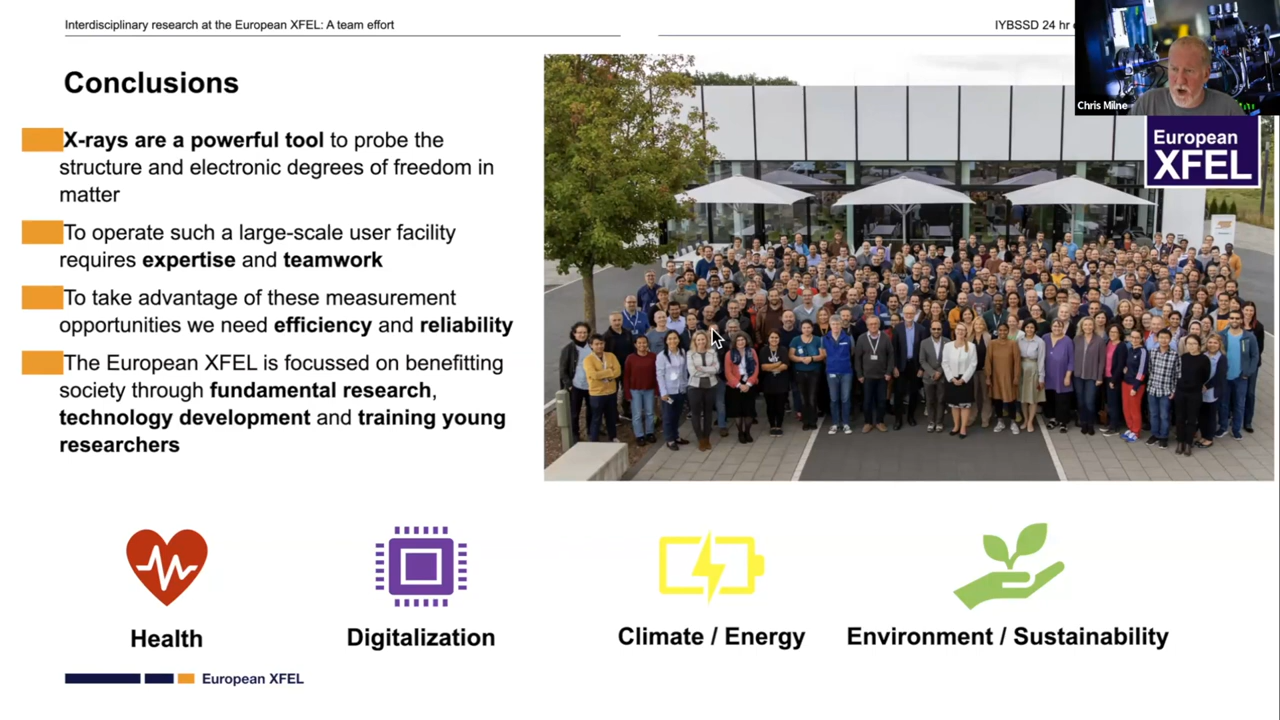 Interdisciplinary research at the European XFEL: A team effort
IYBSSD 24 hr
Chris Milne
European
XFEL
Conclusions
X-rays are a powerful tool to probe the
structure and electronic degrees of freedom in
matter
To operate such a large-scale user facility
requires expertise and teamwork
To take advantage of these measurement
opportunities we need efficiency and reliability
The European XFEL is focussed on benefitting
society through fundamental research,
technology development and training young
researchers
Health
Digitalization
Climate / Energy
Environment / Sustainability
European XFEL